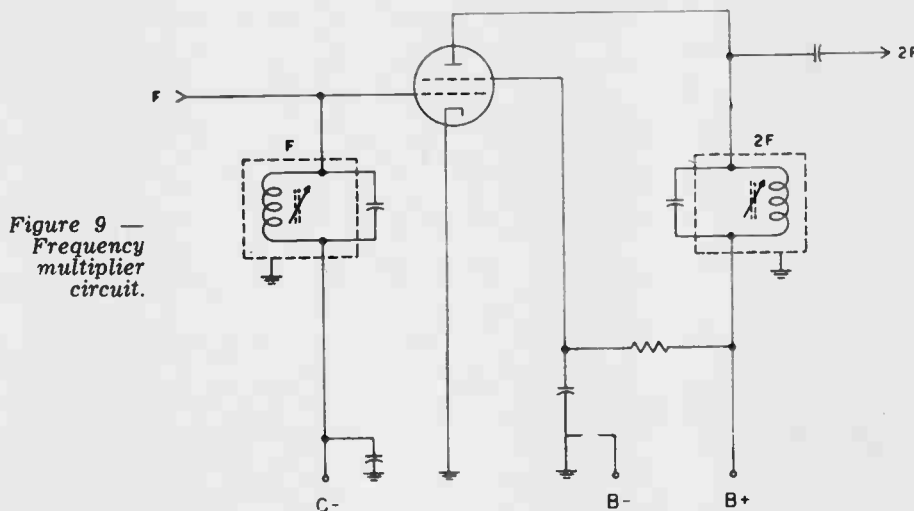 2F
F
F
2F
Figure 9 —
Frequency
multiplier
circuit.
C-
B-
B+